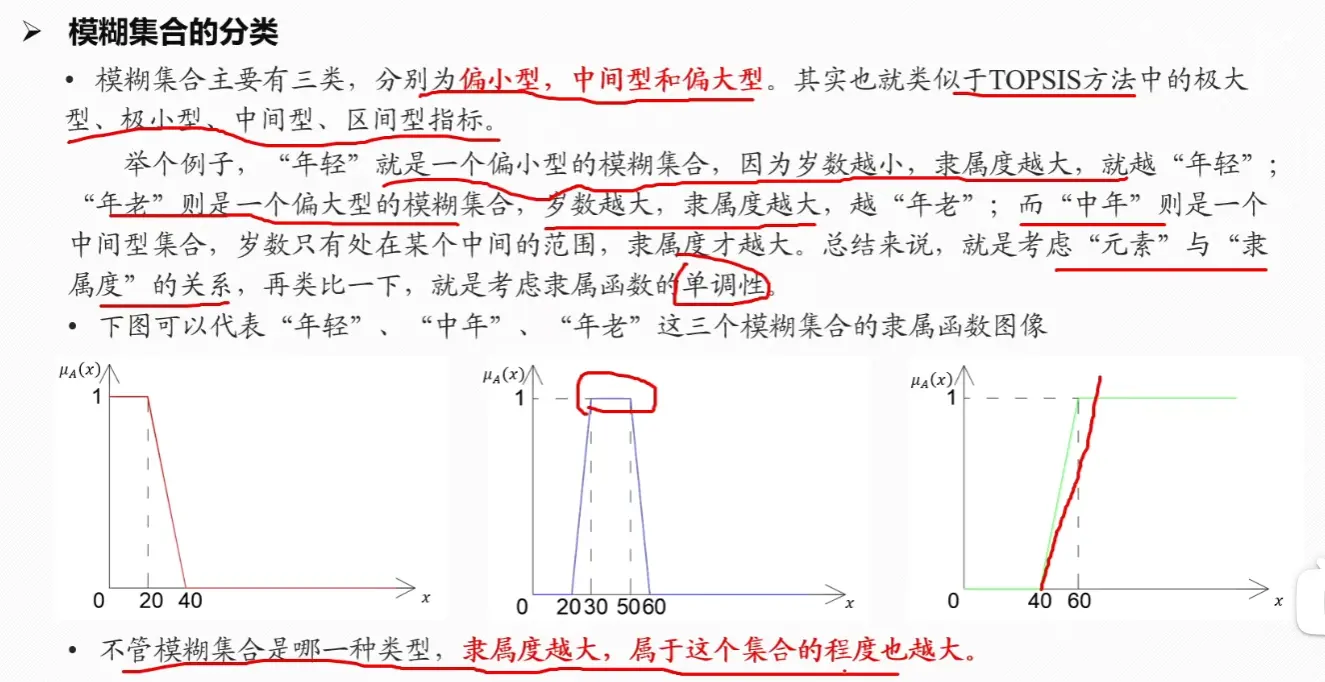 ➢ 模糊集合的分类
• 模糊集合主要有三类，分别为偏小型，中间型和偏大型。其实也就类似于TOPSIS方法中的极大
型、极小型、中间型、区间型指标。
举个例子，“年轻”就是一个偏小型的模糊集合，因为岁数越小，隶属度越大，就越“年轻”；
“年老”则是一个偏大型的模糊集合，岁数越大，隶属度越大，越“年老”；而“中年”则是一个
中间型集合，岁数只有处在某个中间的范围，隶属度才越大。总结来说，就是考虑“元素”与“隶
属度”的关系，再类比一下，就是考虑隶属函数的单调性。
• 下图可以代表“年轻”、“中年”、“年老”这三个模糊集合的隶属函数图像
μA(x)
1
0 20 40 x
μA(x)
1
0 20 30 50 60 x
μA(x)
1
0 40 60 x
• 不管模糊集合是哪一种类型，隶属度越大，属于这个集合的程度也越大。